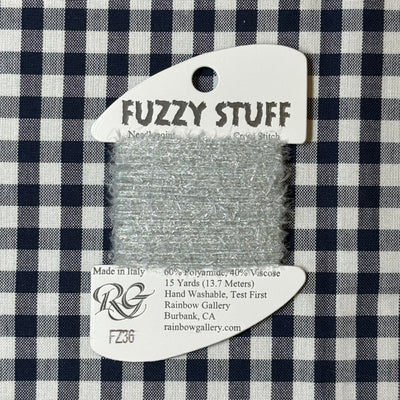 FUZZY STUFF
Needlepoint Cross Stitch
Made in Italy 60% Polyamide, 40% Viscose
15 Yards (13.7 Meters)
RG Hand Washable, Test First
Rainbow Gallery
Burbank, CA
FZ36 rainbowgallery.com